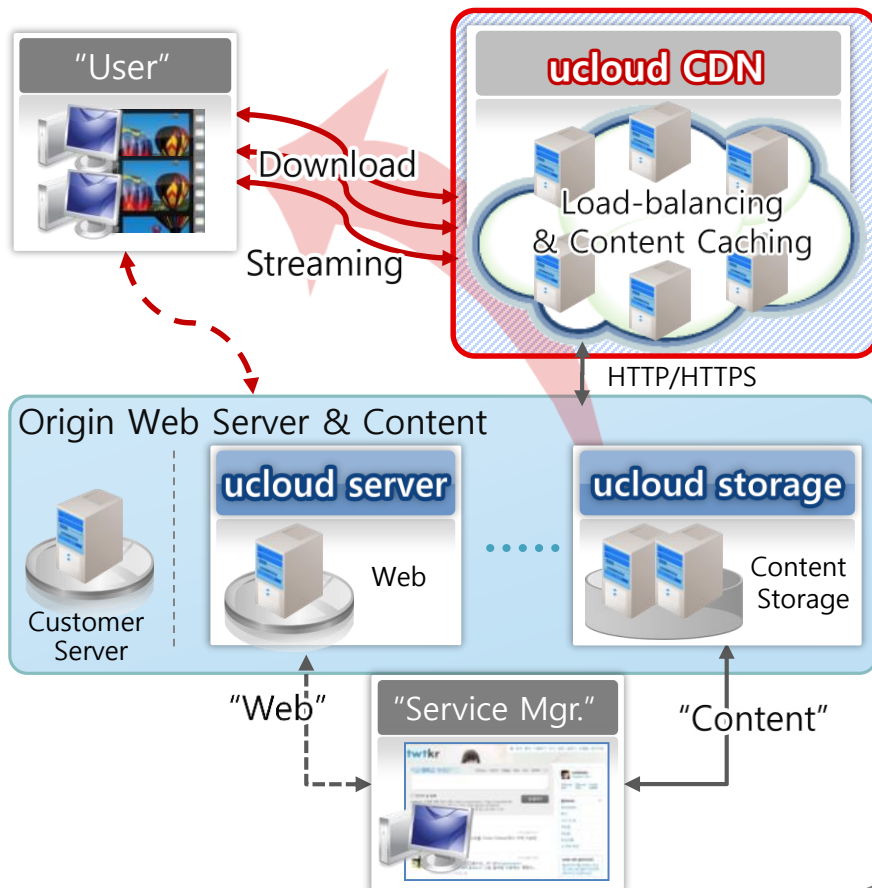 "User"
ucloud CDN
Download
Streaming
Load-balancing
& Content Caching
HTTP/HTTPS
Origin Web Server & Content
ucloud server
ucloud storage
Web
Content
Storage
Customer
Server
"Web"
"Service Mgr."
"Content"
twtkr